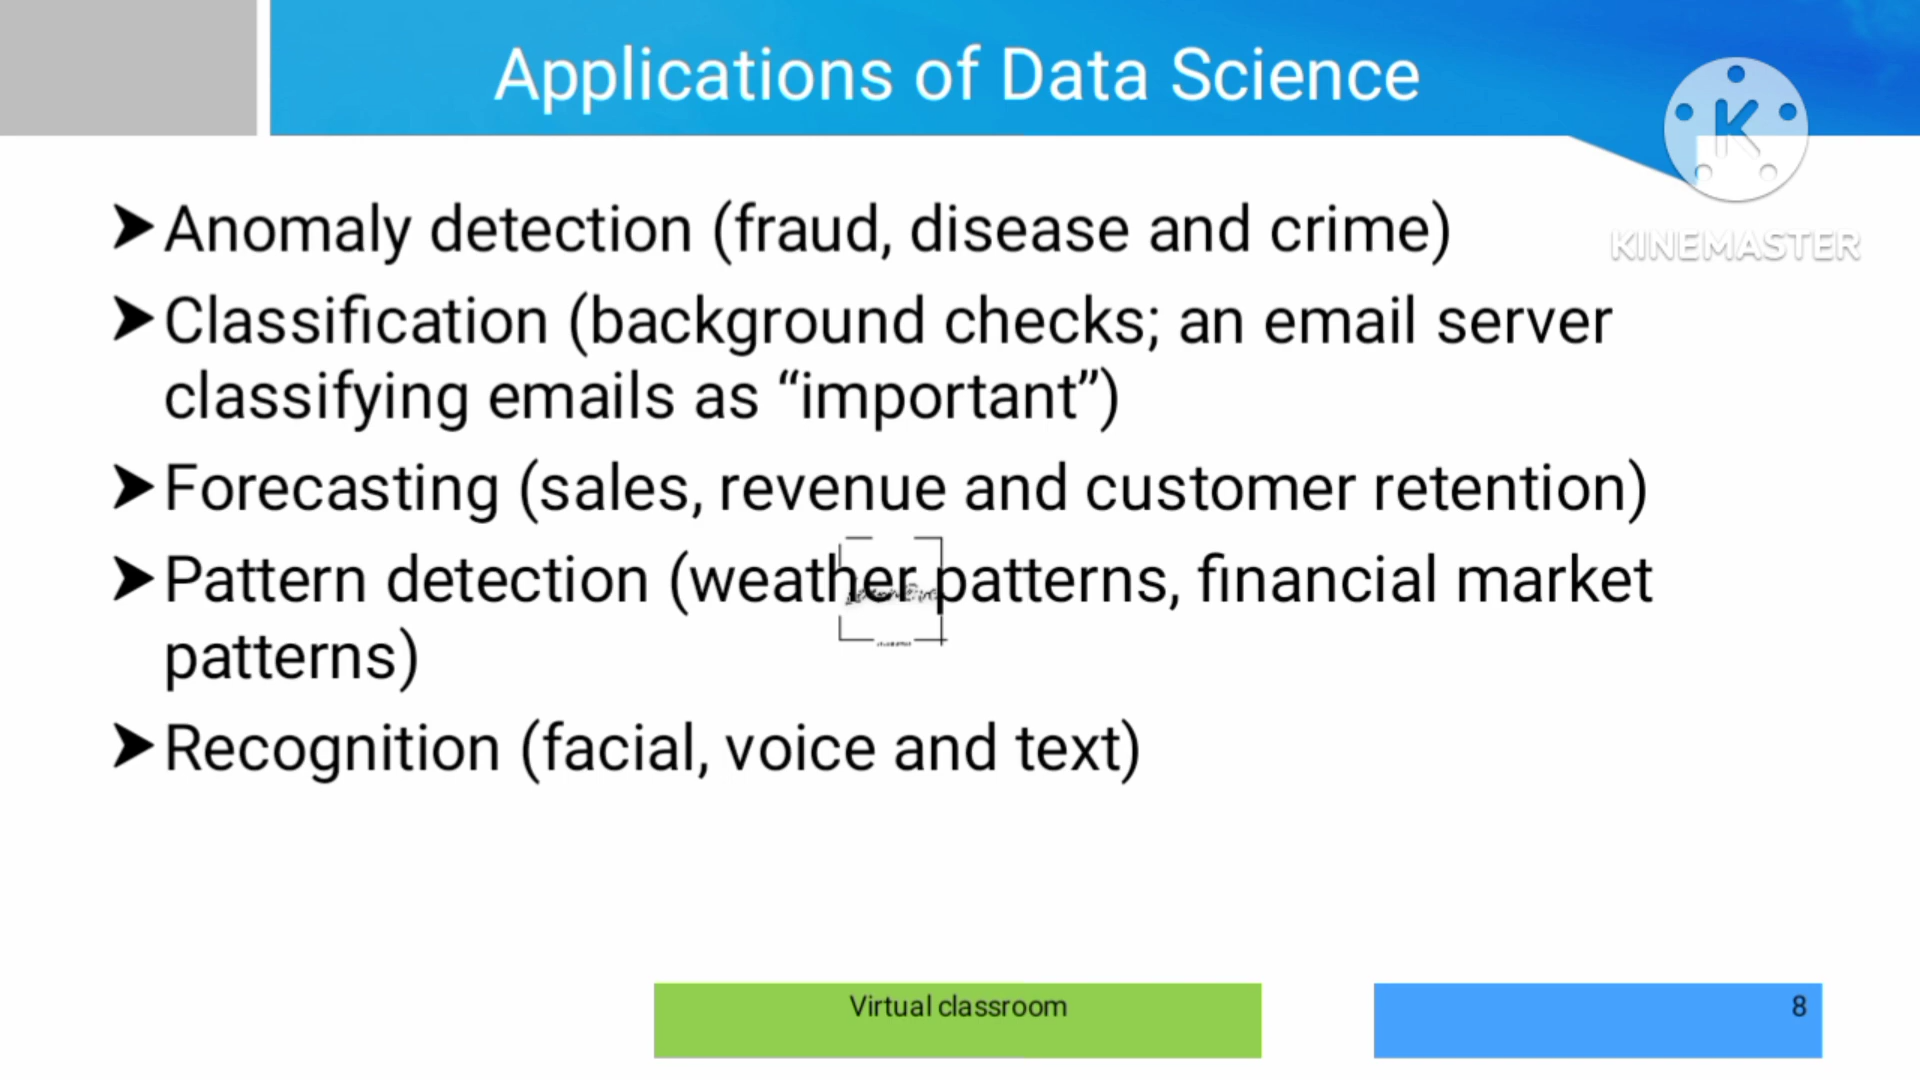 Applications of Data Science
K
KINEMASTER
➤Anomaly detection (fraud, disease and crime)
➤Classification (background checks; an email server
classifying emails as “important”)
➤Forecasting (sales, revenue and customer retention)
➤Pattern detection (weather patterns, financial market
patterns)
➤Recognition (facial, voice and text)
Virtual classroom
8